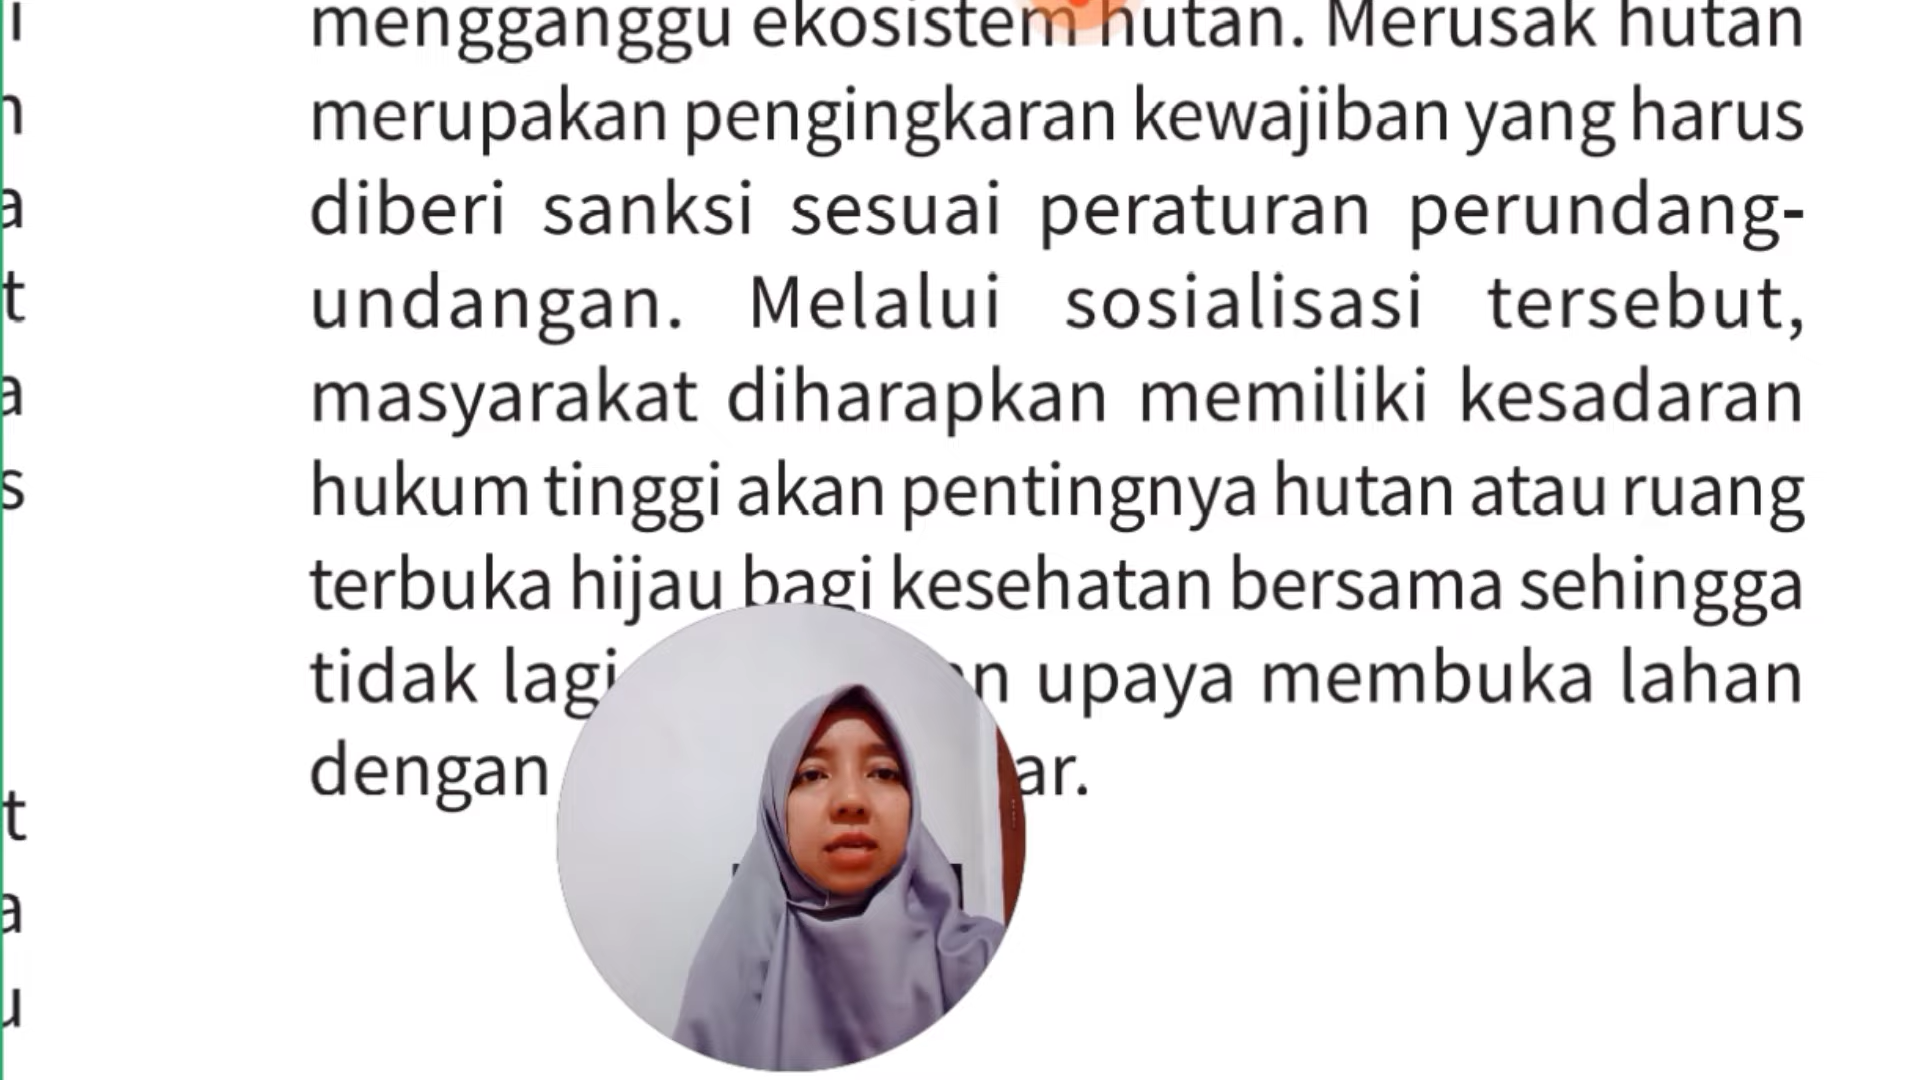 mengganggu ekosistem hutan. Merusak hutan
merupakan pengingkaran kewajiban yang harus
diberi sanksi sesuai peraturan perundang-
undangan. Melalui sosialisasi tersebut,
masyarakat diharapkan memiliki kesadaran
hukum tinggi akan pentingnya hutan atau ruang
terbuka hijau bagi kesehatan bersama sehingga
tidak lagi upaya membuka lahan
dengan